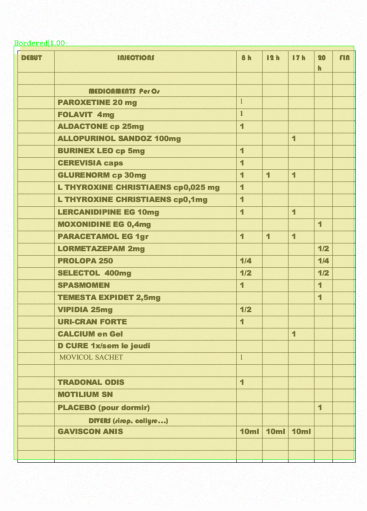 Bordered|1.00
DEBUT INJECTIONS 8 h 12 h 17 h 20 h FIN
MEDICAMENTS Per Os
PAROXETINE 20 mg 1
FOLAVIT 4mg 1
ALDACTONE cp 25mg 1
ALLOPURINOL SANDOZ 100mg 1
BURINEX LEO cp 5mg 1
CEREVISIA caps 1
GLURENORM cp 30mg 1 1 1
L THYROXINE CHRISTIAENS cp0,025 mg 1
L THYROXINE CHRISTIAENS cp0,1mg 1
LERCANIDIPINE EG 10mg 1 1
MOXONIDINE EG 0,4mg 1
PARACETAMOL EG 1gr 1 1 1
LORMETAZEPAM 2mg 1/2
PROLOPA 250 1/4 1/4
SELECTOL 400mg 1/2 1/2
SPASMOMEN 1 1
TEMESTA EXPIDET 2,5mg 1
VIPIDIA 25mg 1/2
URI-CRAN FORTE 1
CALCIUM en Gel 1
D CURE 1x/sem le jeudi
MOVICOL SACHET 1
TRADONAL ODIS 1
MOTILIUM SN
PLACEBO (pour dormir) 1
DIVERS (sirop, collyre...)
GAVISCON ANIS 10ml 10ml 10ml